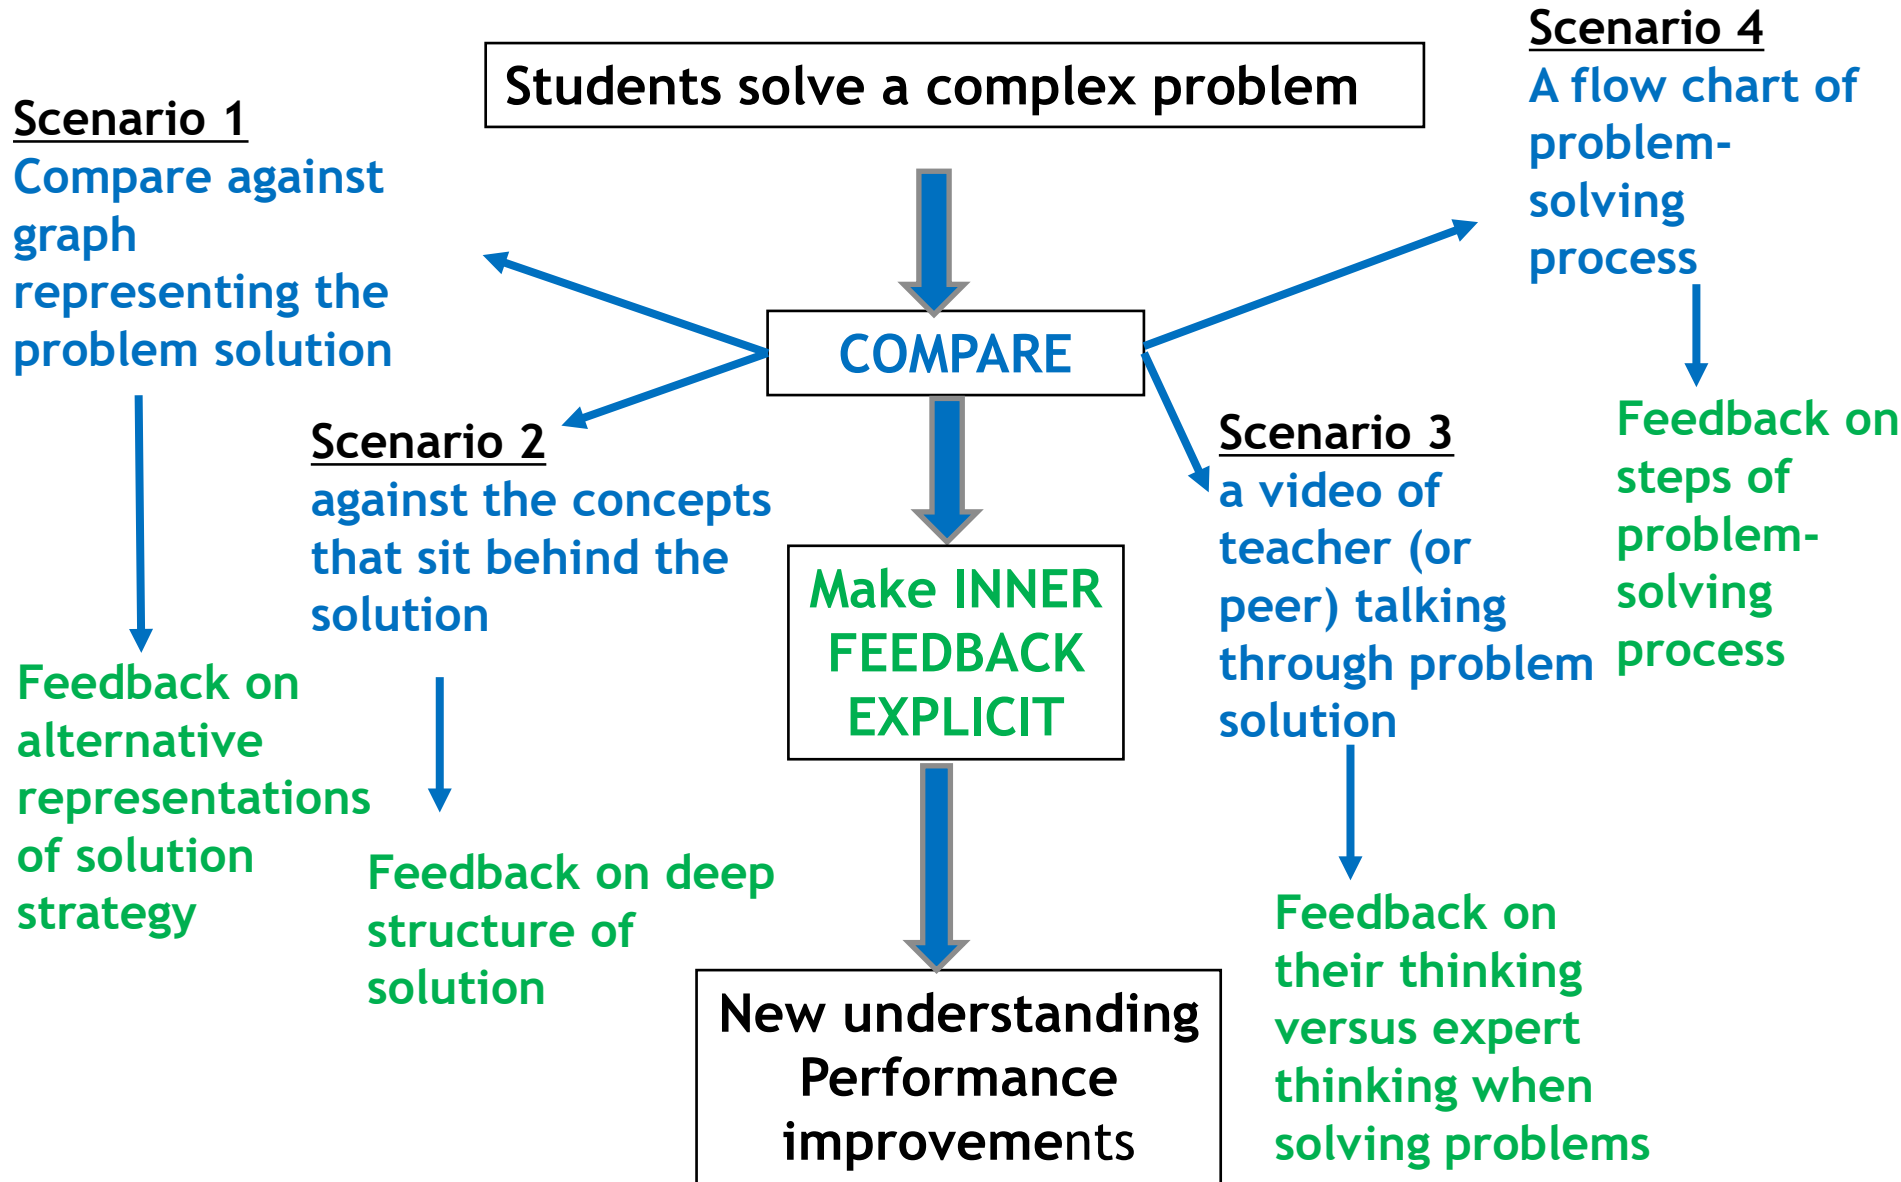 Students solve a complex problem
COMPARE
Make INNER
FEEDBACK
EXPLICIT
New understanding
Performance
improvements
Scenario 1
Compare against
graph
representing the
problem solution
Feedback on
alternative
representations
of solution
strategy
Scenario 2
against the concepts
that sit behind the
solution
Feedback on deep
structure of
solution
Scenario 3
a video of
teacher (or
peer) talking
through problem
solution
Feedback on
their thinking
versus expert
thinking when
solving problems
Scenario 4
A flow chart of
problem-
solving
process
Feedback on
steps of
problem-
solving
process